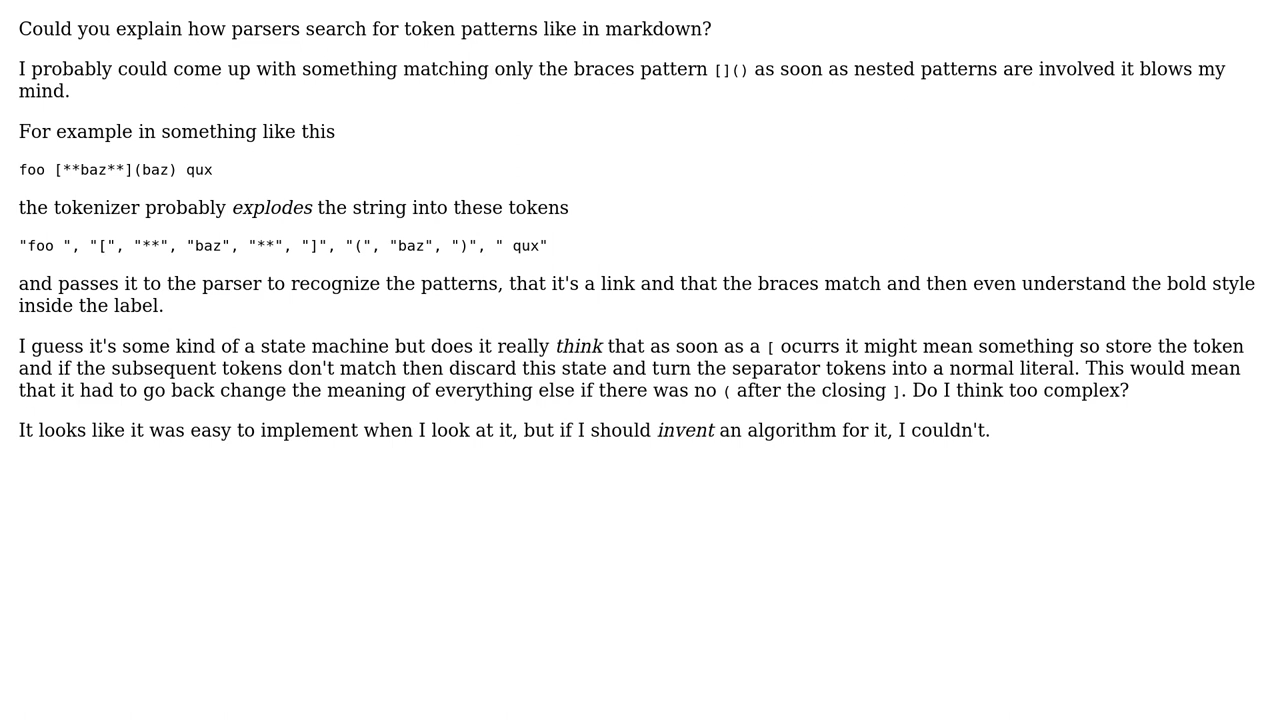 Could you explain how parsers search for token patterns like in markdown?
I probably could come up with something matching only the braces pattern []() as soon as nested patterns are involved it blows my
mind.
For example in something like this
foo [**baz**](baz) qux
the tokenizer probably explodes the string into these tokens
"foo ", "[", "**", "baz", "**", "]", "(", "baz", ")", " qux"
and passes it to the parser to recognize the patterns, that it's a link and that the braces match and then even understand the bold style
inside the label.
I guess it's some kind of a state machine but does it really think that as soon as a [ ocurrs it might mean something so store the token
and if the subsequent tokens don't match then discard this state and turn the separator tokens into a normal literal. This would mean
that it had to go back change the meaning of everything else if there was no ( after the closing ]. Do I think too complex?
It looks like it was easy to implement when I look at it, but if I should invent an algorithm for it, I couldn't.